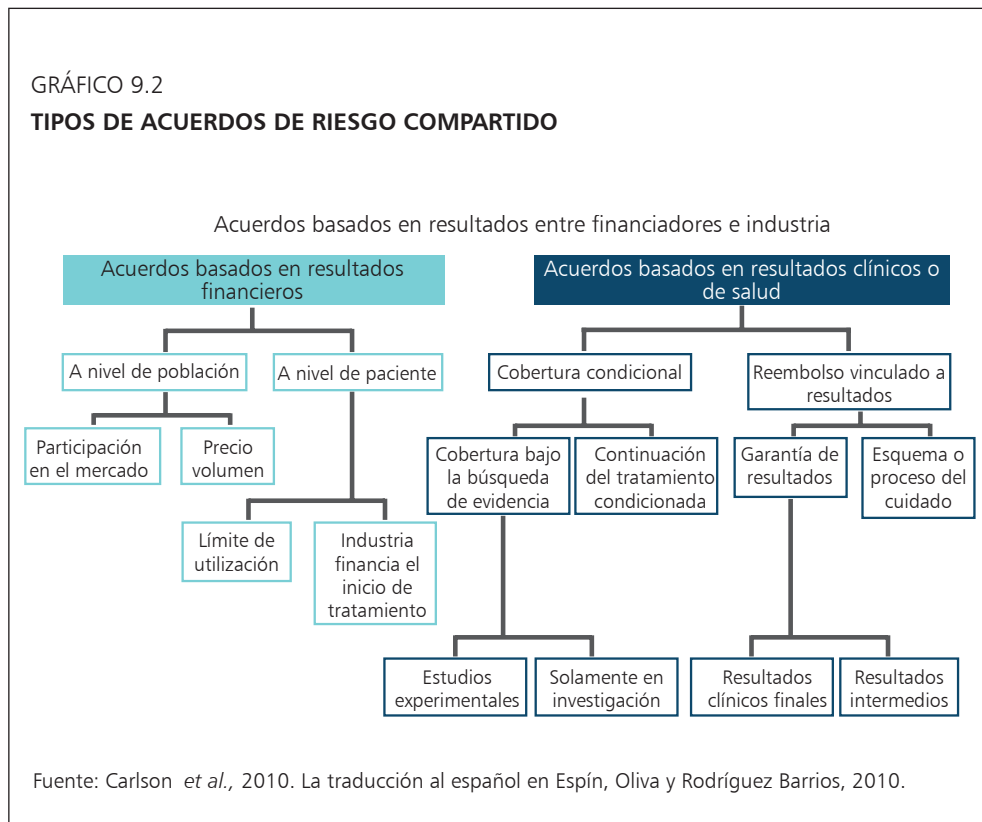 GRÁFICO 9.2
TIPOS DE ACUERDOS DE RIESGO COMPARTIDO
Acuerdos basados en resultados entre financiadores e industria
Acuerdos basados en resultados
financieros
Acuerdos basados en resultados clínicos o
de salud
A nivel de población
A nivel de paciente
Cobertura condicional
Reembolso vinculado a
resultados
Participación
en el mercado
Precio
volumen
Cobertura bajo
la búsqueda
de evidencia
Continuación
del tratamiento
condicionada
Garantía de
resultados
Esquema o
proceso del
cuidado
Límite de
utilización
Industria
financia el
inicio de
tratamiento
Estudios
experimentales
Solamente en
investigación
Resultados
clínicos finales
Resultados
intermedios
Fuente: Carlson et al., 2010. La traducción al español en Espín, Oliva y Rodríguez Barrios, 2010.